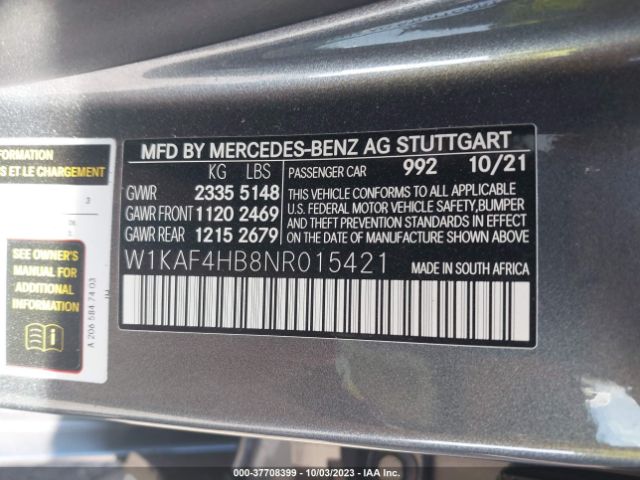 FORMATION
S ET LE CHARGEMENT
3
SEE OWNER'S
MANUAL FOR
ADDITIONAL
INFORMATION
A 206 584 74 03
MFD BY MERCEDES-BENZ AG STUTTGART
KG LBS
GVWR 2335 5148
GAWR FRONT 1120 2469
GAWR REAR 1215 2679
PASSENGER CAR 992 10/21
THIS VEHICLE CONFORMS TO ALL APPLICABLE
U.S. FEDERAL MOTOR VEHICLE SAFETY,BUMPER
AND THEFT PREVENTION STANDARDS IN EFFECT
ON THE DATE OF MANUFACTURE SHOWN ABOVE.
W1KAF4HB8NR015421 MADE IN SOUTH AFRICA
000-37708399 - 10/03/2023 - IAA Inc.